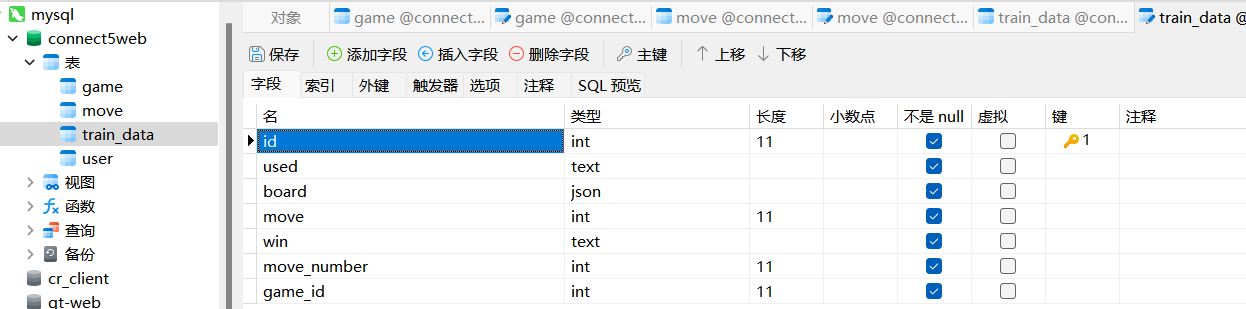 mysql
connect5web
表
game
move
train_data
user
视图
函数
查询
备份
cr_client
qt-web
对象 game @connect... game @connect... move @connect... move @connect... train_data @con... train_data @
保存 添加字段 插入字段 删除字段 主键 上移 下移
字段 索引 外键 触发器 选项 注释 SQL 预览
名 类型 长度 小数点 不是 null 虚拟 键 注释
id int 11 1
used text
board json
move int 11
win text
move_number int 11
game_id int 11